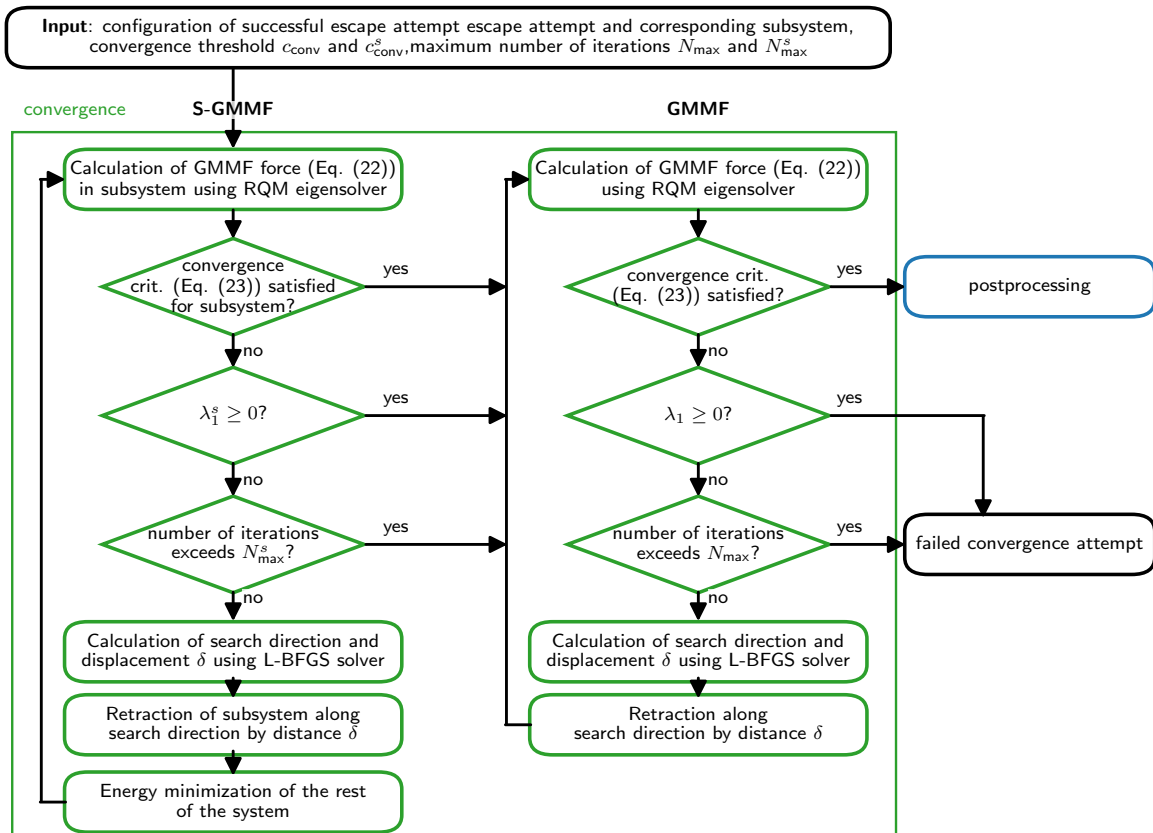 Input: configuration of successful escape attempt escape attempt and corresponding subsystem,
convergence threshold c_conv and c^s_conv,maximum number of iterations N_max and N^s_max
convergence
S-GMMF
GMMF
Calculation of GMMF force (Eq. (22))
in subsystem using RQM eigensolver
convergence
crit. (Eq. (23)) satisfied
for subsystem?
yes
no
λ^s_1 ≥ 0?
yes
no
number of iterations
exceeds N^s_max?
yes
no
Calculation of search direction and
displacement δ using L-BFGS solver
Retraction of subsystem along
search direction by distance δ
Energy minimization of the rest
of the system
Calculation of GMMF force (Eq. (22))
using RQM eigensolver
convergence crit.
(Eq. (23)) satisfied?
yes
no
λ_1 ≥ 0?
yes
no
number of iterations
exceeds N_max?
yes
no
Calculation of search direction and
displacement δ using L-BFGS solver
Retraction along
search direction by distance δ
postprocessing
failed convergence attempt